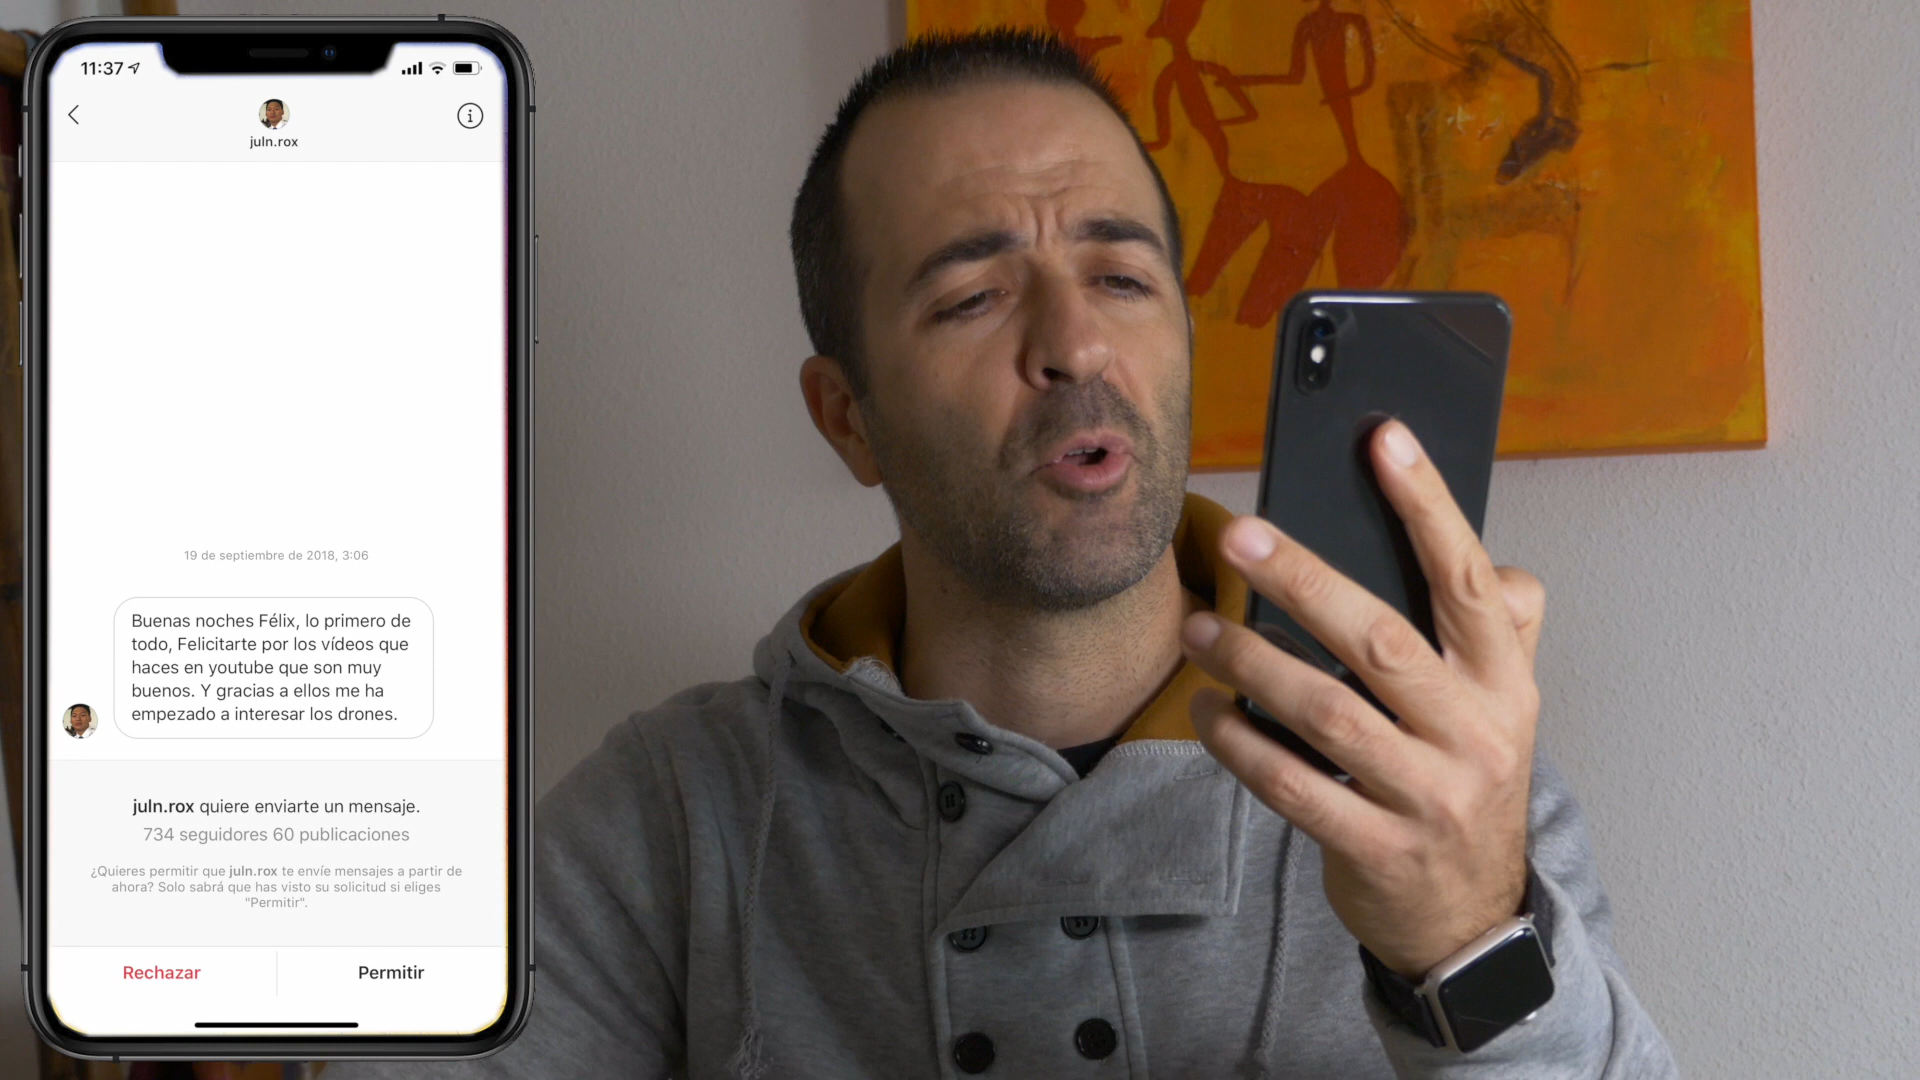 11:37
juln.rox
19 de septiembre de 2018, 3:06
Buenas noches Félix, lo primero de
todo, Felicitarte por los vídeos que
haces en youtube que son muy
buenos. Y gracias a ellos me ha
empezado a interesar los drones.
juln.rox quiere enviarte un mensaje.
734 seguidores 60 publicaciones
¿Quieres permitir que juln.rox te envíe mensajes a partir de
ahora? Solo sabrá que has visto su solicitud si eliges
"Permitir".
Rechazar
Permitir